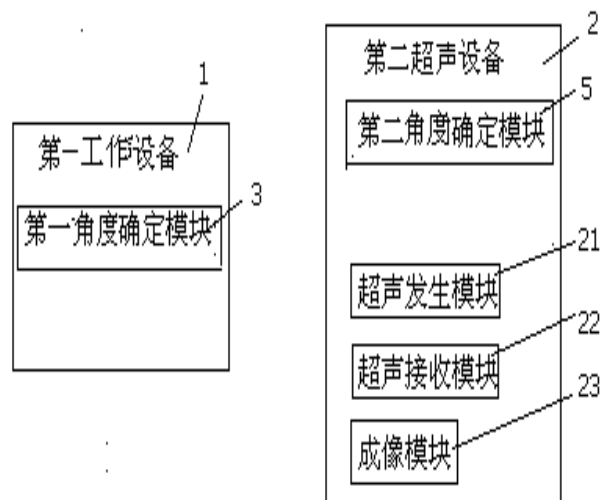 1
第一工作设备
第一角度确定模块
3
2
第二超声设备
5
第二角度确定模块
21
超声发生模块
22
超声接收模块
23
成像模块